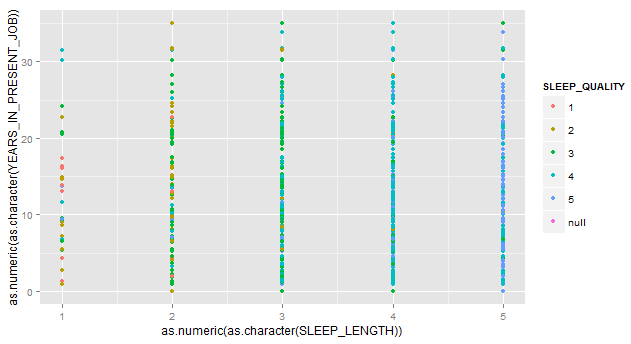 as.numeric(as.character(YEARS_IN_PRESENT_JOB))
30
20
10
0
1 2 3 4 5
as.numeric(as.character(SLEEP_LENGTH))
SLEEP_QUALITY
1
2
3
4
5
null